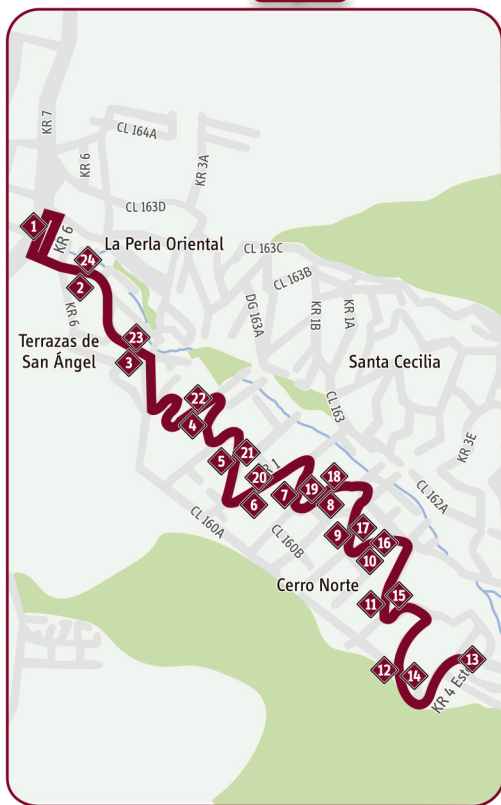 KR 7
CL 164A
KR 6
KR 3A
CL 163D
1
KR 6
La Perla Oriental
24
CL 163C
2
CL 163B
KR 6
DG 163A
KR 1B
KR 1A
23
Terrazas de
San Ángel
3
Santa Cecilia
22
CL 163
4
21
KR 3E
5
20
18
19
7
8
CL 162A
6
CL 160A
17
CL 160B
9
16
10
Cerro Norte
15
11
13
12
14
KR 4 Est